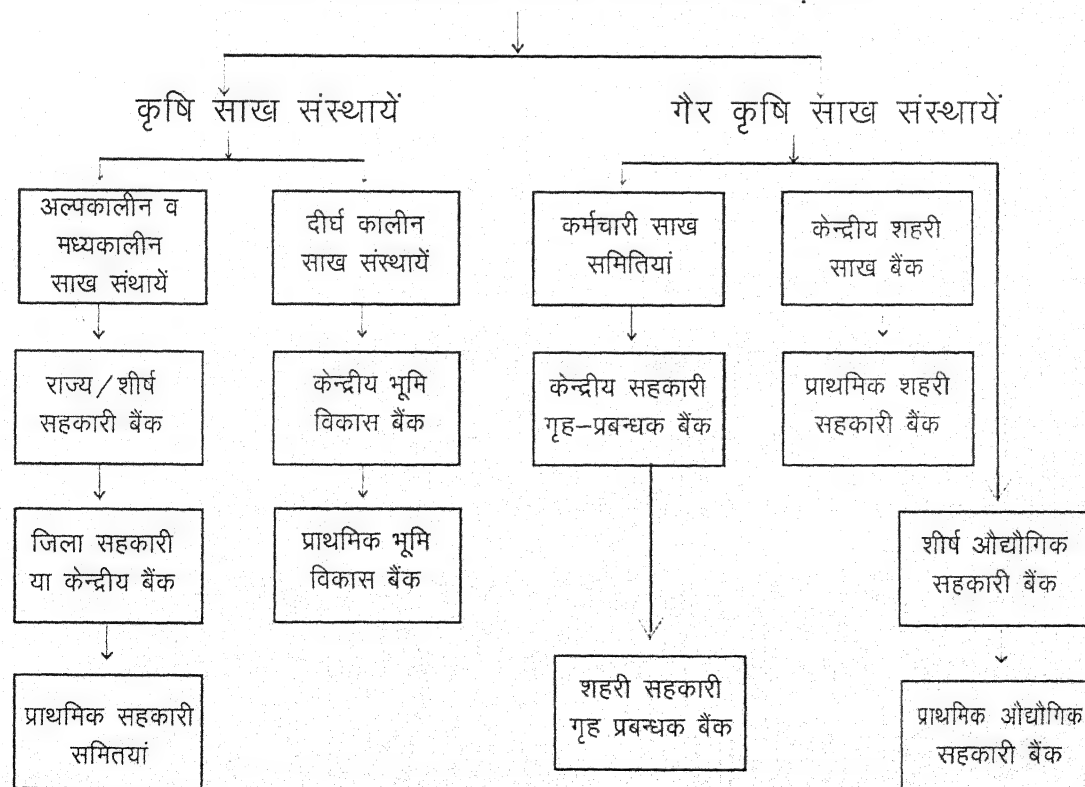 कृषि साख संस्थायें
गैर कृषि साख संस्थायें
अल्पकालीन व
मध्यकालीन
साख संथायें
दीर्घ कालीन
साख संस्थायें
कर्मचारी साख
समितियां
केन्द्रीय शहरी
साख बैंक
राज्य/शीर्ष
सहकारी बैंक
केन्द्रीय भूमि
विकास बैंक
केन्द्रीय सहकारी
गृह-प्रबन्धक बैंक
प्राथमिक शहरी
सहकारी बैंक
जिला सहकारी
या केन्द्रीय बैंक
प्राथमिक भूमि
विकास बैंक
शीर्ष औद्यौगिक
सहकारी बैंक
प्राथमिक सहकारी
समितयां
शहरी सहकारी
गृह प्रबन्धक बैंक
प्राथमिक औद्यौगिक
सहकारी बैंक